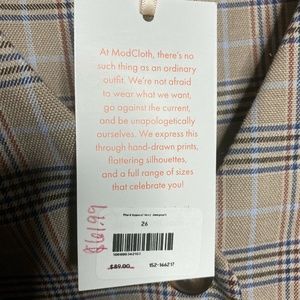 At ModCloth, there's no
such thing as an ordinary
outfit. We're not afraid
to wear what we want,
go against the current,
and be unapologetically
ourselves. We express this
through hand-drawn prints,
flattering silhouettes,
and a full range of sizes
that celebrate you!
26
$89.00
152-166217
$61.99